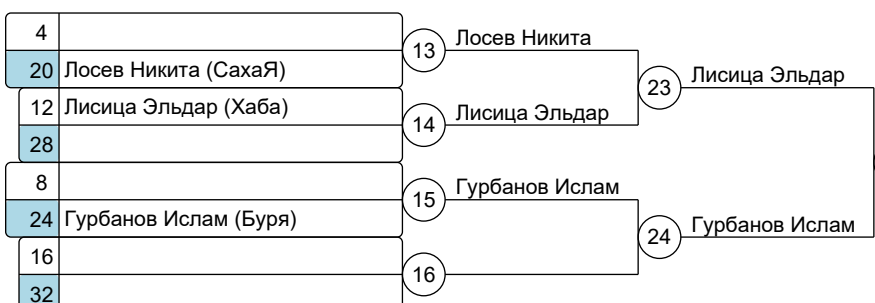 4
20 Лосев Никита (СахаЯ)
12 Лисица Эльдар (Хаба)
28
8
24 Гурбанов Ислам (Буря)
16
32
13 Лосев Никита
14 Лисица Эльдар
15 Гурбанов Ислам
16
23 Лисица Эльдар
24 Гурбанов Ислам